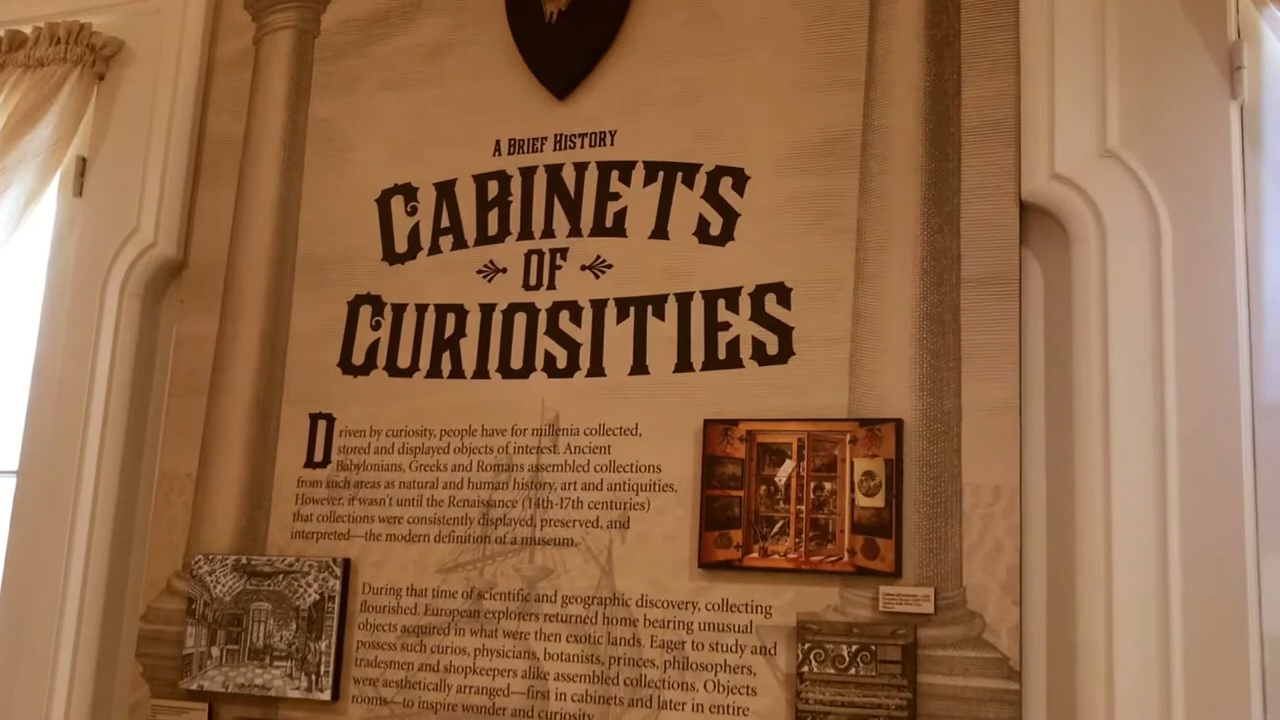 A BRIEF HISTORY
CABINETS
OF
CURIOSITIES
Driven by curiosity, people have for millenia collected,
stored and displayed objects of interest. Ancient
Babylonians, Greeks and Romans assembled collections
from such areas as natural and human history, art and antiquities.
However, it wasn't until the Renaissance (14th-17th centuries)
that collections were consistently displayed, preserved, and
interpreted—the modern definition of a museum.
During that time of scientific and geographic discovery, collecting
flourished. European explorers returned home bearing unusual
objects acquired in what were then exotic lands. Eager to study and
possess such curios, physicians, botanists, princes, philosophers,
tradesmen and shopkeepers alike assembled collections. Objects
were aesthetically arranged—first in cabinets and later in entire
rooms—to inspire wonder and curiosity.